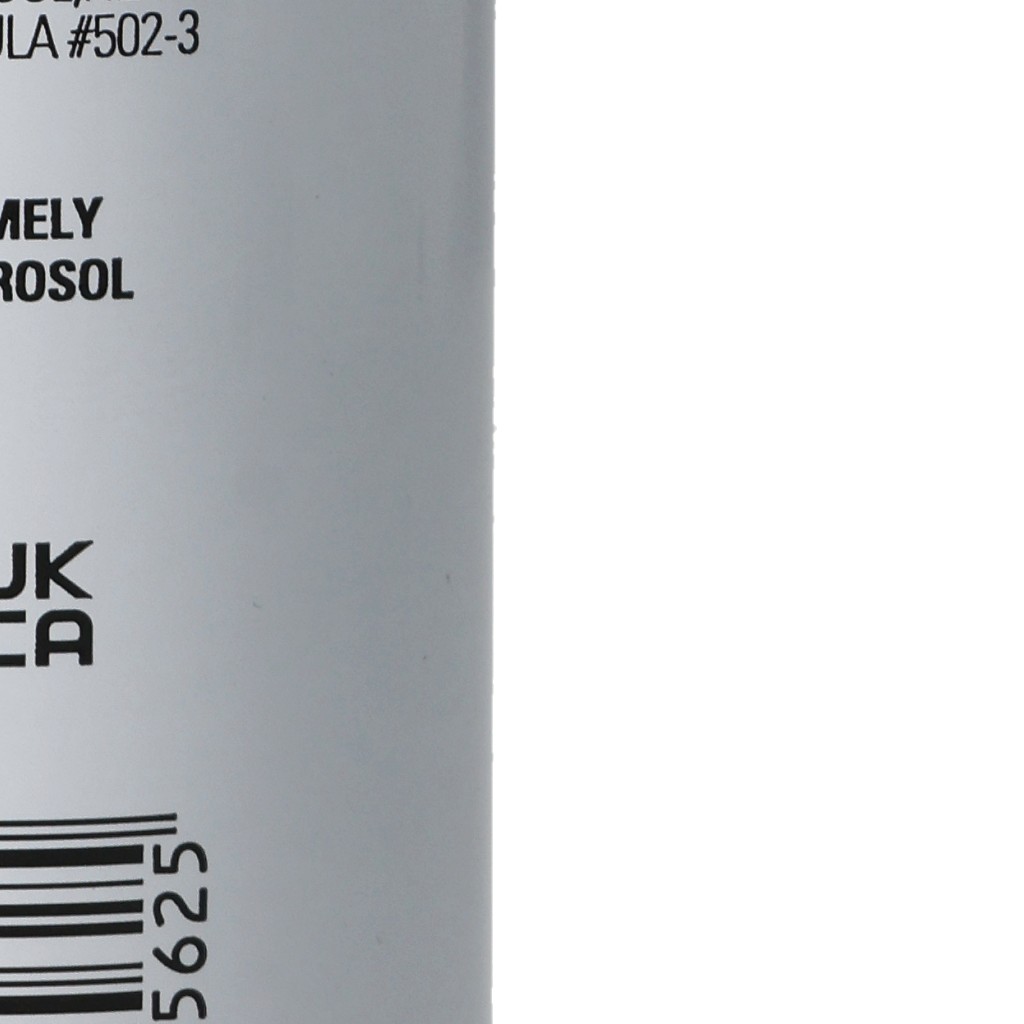 ULA #502-3
MELY
ROSOL
UK
CA
5625